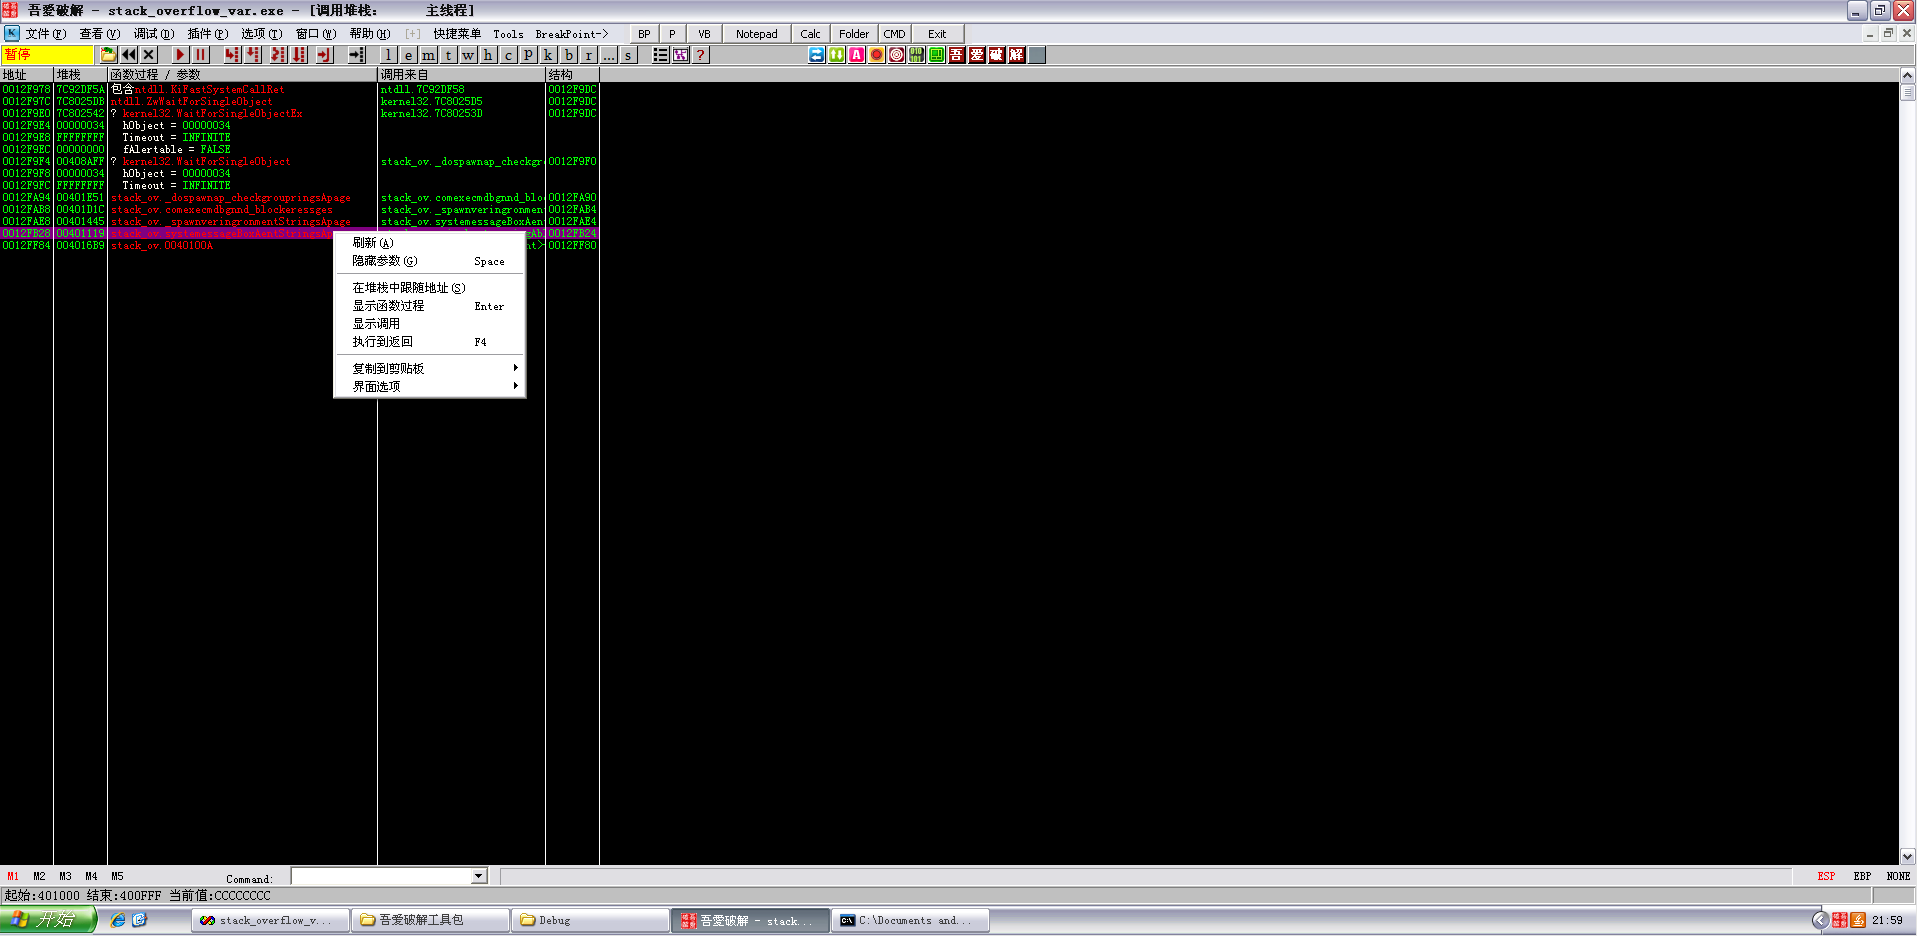 吾爱破解 - stack_overflow_var.exe - [调用堆栈: 主线程]
文件(F) 查看(V) 调试(D) 插件(P) 选项(T) 窗口(W) 帮助(H) [+] 快捷菜单 Tools BreakPoint-> BP P VB Notepad Calc Folder CMD Exit
暂停 l e m t w h c P k b r ... s ? A 吾 爱 破 解
地址 堆栈 函数过程 / 参数 调用来自 结构
0012F978 7C92DF5A 包含ntdll.KiFastSystemCallRet ntdll.7C92DF58 0012F9DC
0012F97C 7C8025DB ntdll.ZwWaitForSingleObject kernel32.7C8025D5 0012F9DC
0012F9E0 7C802542 ? kernel32.WaitForSingleObjectEx kernel32.7C80253D 0012F9DC
0012F9E4 00000034 hObject = 00000034
0012F9E8 FFFFFFFF Timeout = INFINITE
0012F9EC 00000000 fAlertable = FALSE
0012F9F4 00408AFF ? kernel32.WaitForSingleObject stack_ov._dospawnap_checkgr 0012F9F0
0012F9F8 00000034 hObject = 00000034
0012F9FC FFFFFFFF Timeout = INFINITE
0012FA94 00401E51 stack_ov._dospawnap_checkgroupringsApage stack_ov.comexecmdbgnnd_blo 0012FA90
0012FAB8 00401D1C stack_ov.comexecmdbgnnd_blockeressges stack_ov._spawnveringronmen 0012FAB4
0012FAE8 00401445 stack_ov._spawnveringronmentStringsApage stack_ov.systemessageBoxAen 0012FAE4
0012FB28 00401119 stack_ov.systemessageBoxAentStringsAp 0012FB24
0012FF84 004016B9 stack_ov.0040100A 0012FF80
刷新(A)
隐藏参数(G) Space
在堆栈中跟随地址(S)
显示函数过程 Enter
显示调用
执行到返回 F4
复制到剪贴板
界面选项
M1 M2 M3 M4 M5 Command: ESP EBP NONE
起始:401000 结束:400FFF 当前值:CCCCCCCC
开始 stack_overflow_v... 吾爱破解工具包 Debug 吾爱破解 - stack... C:\Documents and... 21:59